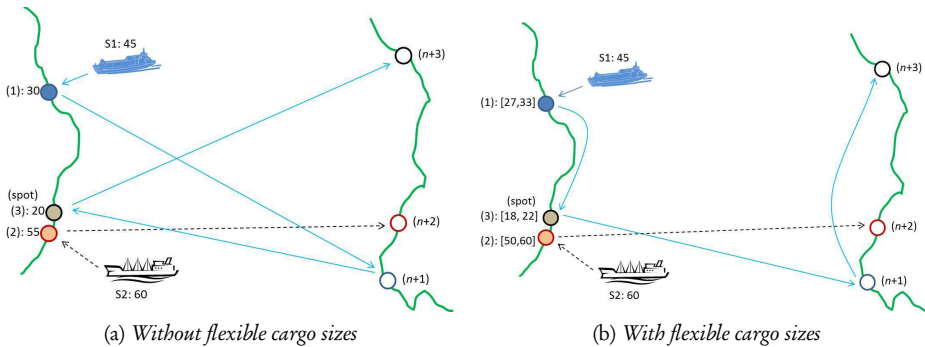 S1: 45
(n+3)
(1): 30
(spot)
(3): 20
(2): 55
(n+2)
(n+1)
S2: 60
(a) Without flexible cargo sizes
S1: 45
(n+3)
(1): [27,33]
(spot)
(3): [18, 22]
(2): [50,60]
(n+2)
(n+1)
S2: 60
(b) With flexible cargo sizes